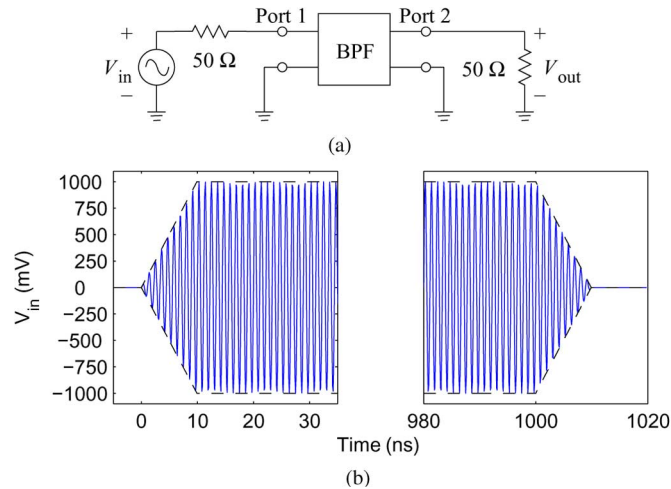 Port 1 Port 2
+ +
V_in 50 Ω BPF 50 Ω V_out
− −
(a)
1000
750
500
250
0
−250
−500
−750
−1000
V_in (mV)
0 10 20 30 980 1000 1020
Time (ns)
(b)